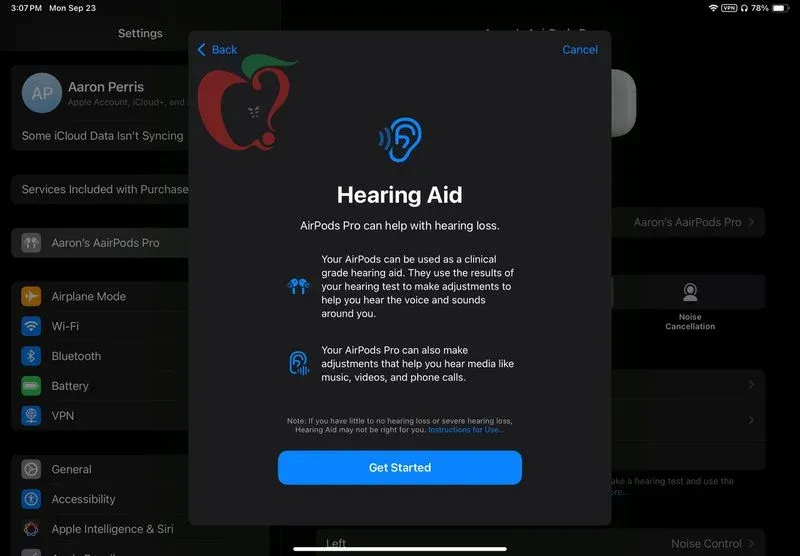 3:07 PM Mon Sep 23
VPN
78%
Settings
AP
Aaron Perris
Apple Account, iCloud+, and
Some iCloud Data Isn't Syncing
Services Included with Purchase
Aaron's AairPods Pro
Airplane Mode
Wi-Fi
Bluetooth
Battery
VPN
General
Accessibility
Apple Intelligence & Siri
Back
Cancel
Hearing Aid
AirPods Pro can help with hearing loss.
Your AirPods can be used as a clinical
grade hearing aid. They use the results of
your hearing test to make adjustments to
help you hear the voice and sounds
around you.
Your AirPods Pro can also make
adjustments that help you hear media like
music, videos, and phone calls.
Note: If you have little to no hearing loss or severe hearing loss,
Hearing Aid may not be right for you. Instructions for Use...
Get Started
Aaron's AairPods Pro
Noise
Cancellation
ake a hearing test and use the
Left
Noise Control